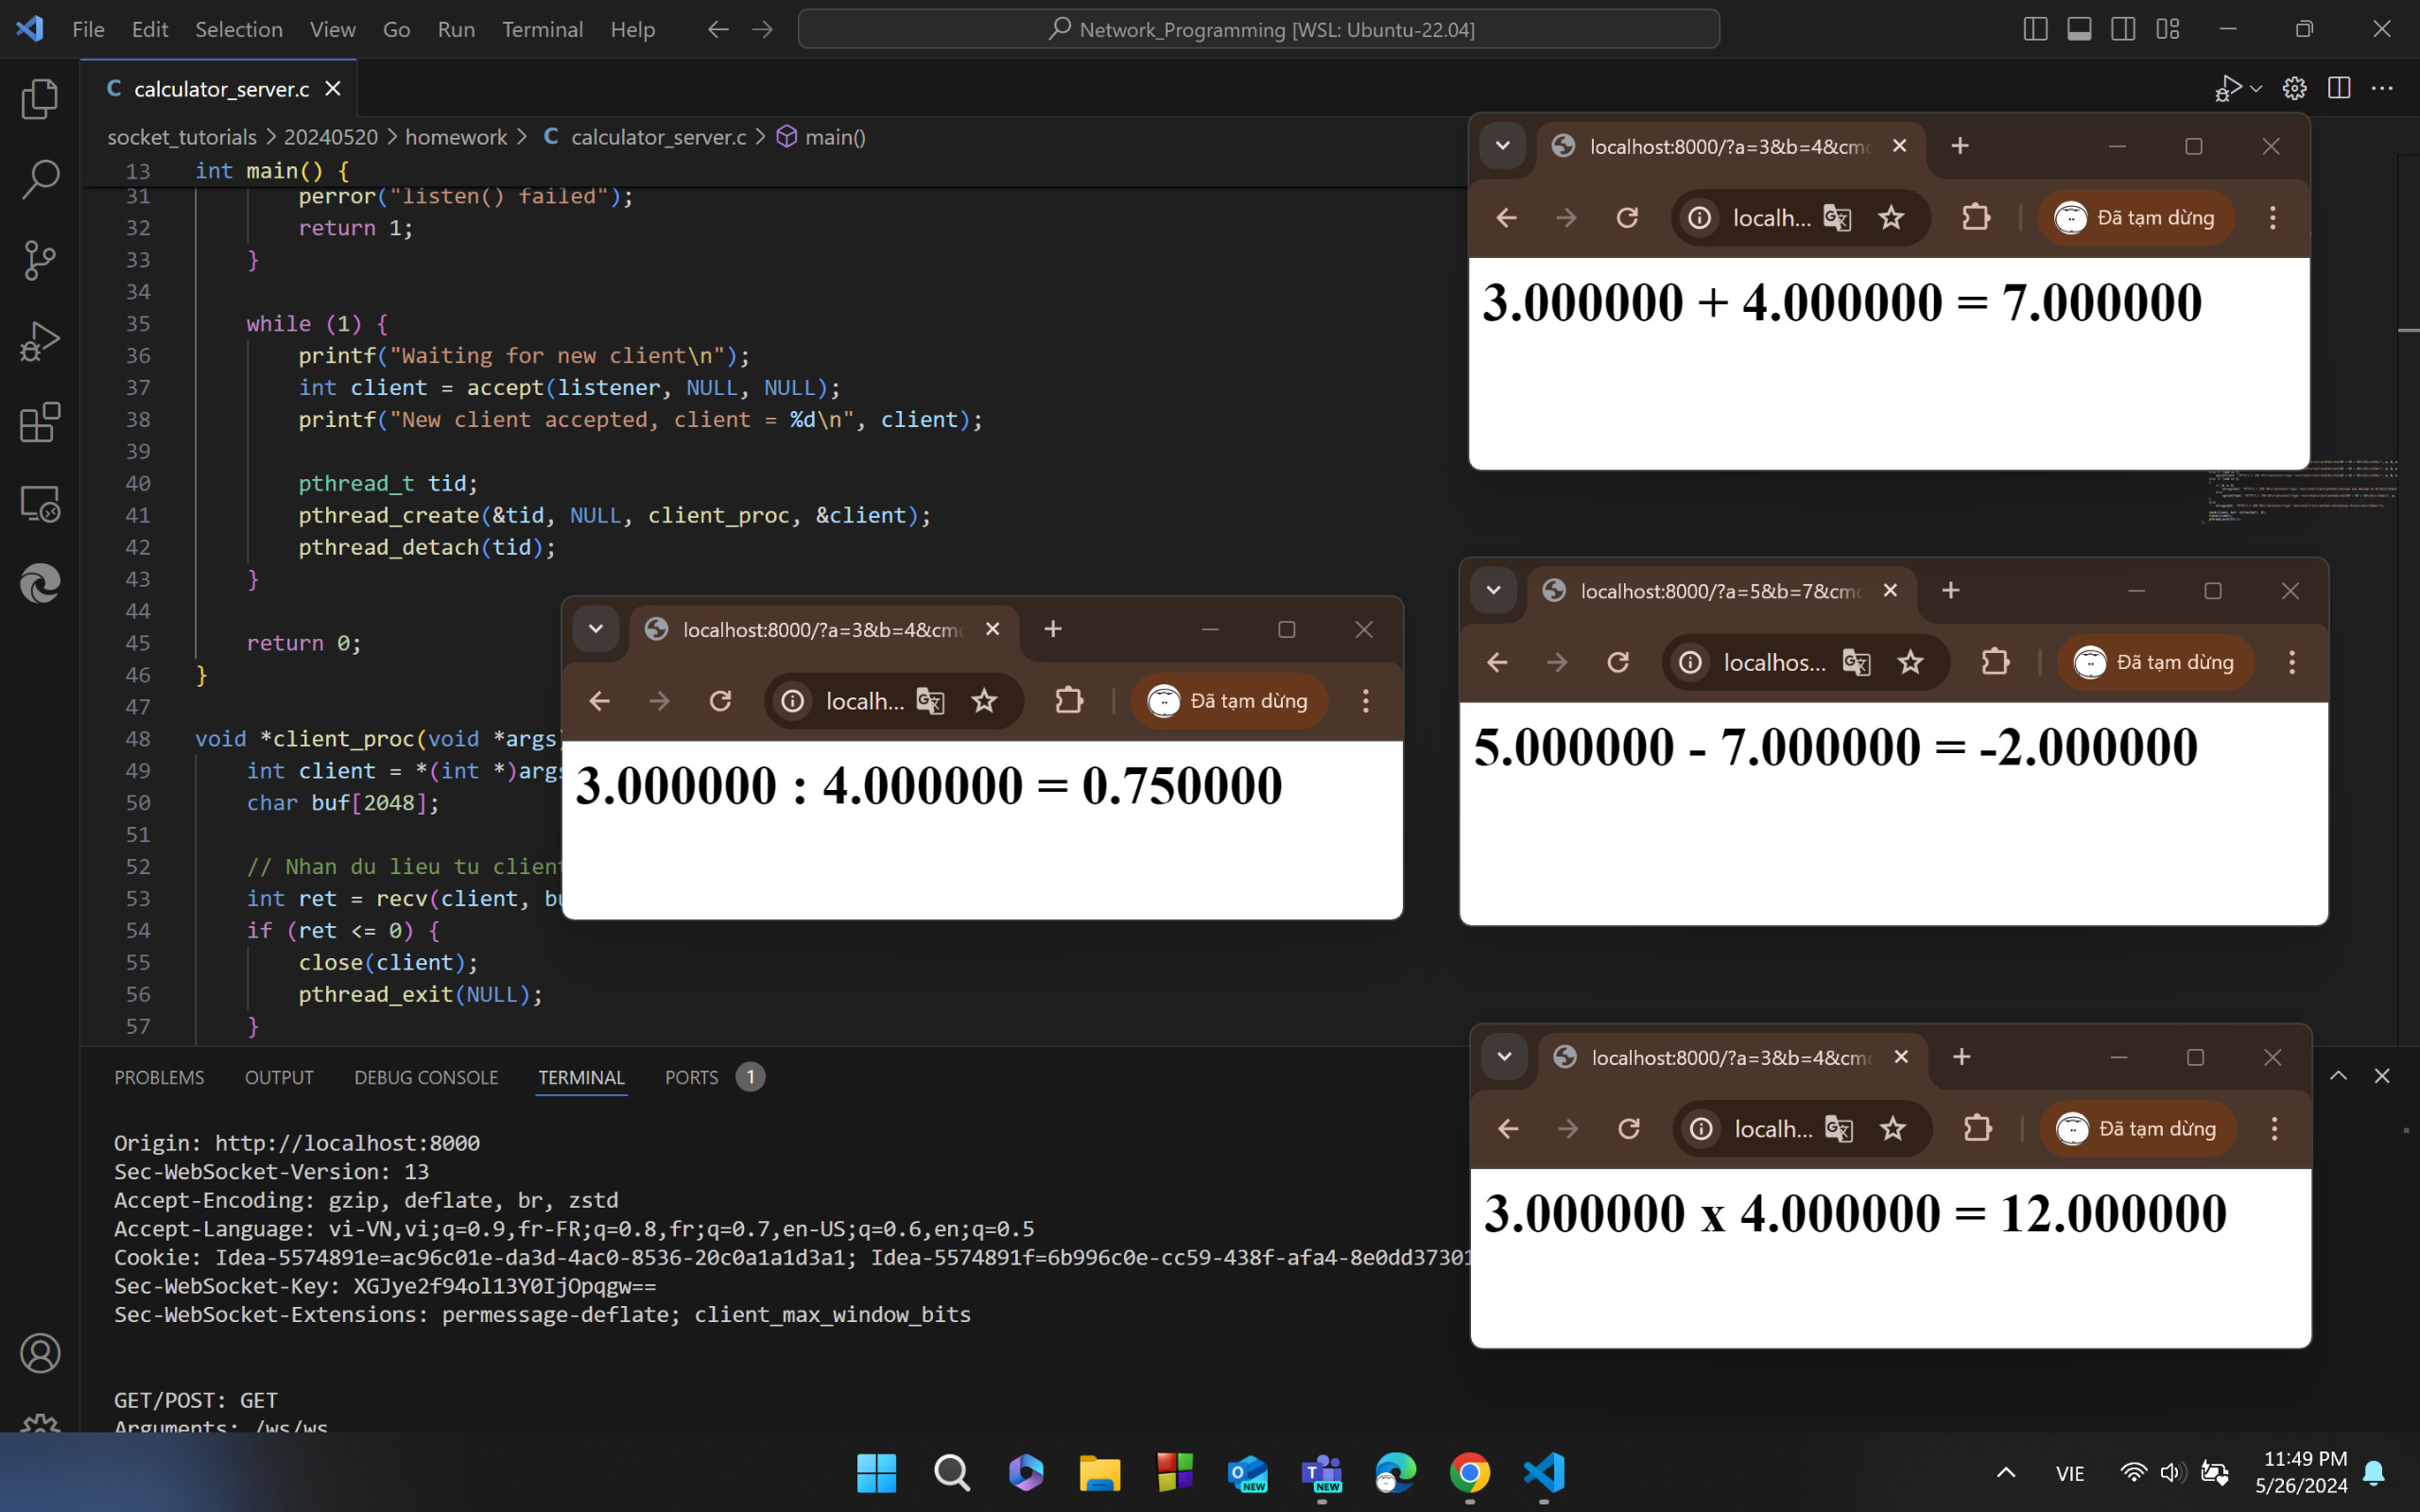 File Edit Selection View Go Run Terminal Help
Network_Programming [WSL: Ubuntu-22.04]
C calculator_server.c
socket_tutorials > 20240520 > homework > C calculator_server.c > main()
13 int main() {
31 perror("listen() failed");
32 return 1;
33 }
34
35 while (1) {
36 printf("Waiting for new client\n");
37 int client = accept(listener, NULL, NULL);
38 printf("New client accepted, client = %d\n", client);
39
40 pthread_t tid;
41 pthread_create(&tid, NULL, client_proc, &client);
42 pthread_detach(tid);
43 }
44
45 return 0;
46 }
47
48 void *client_proc(void *args)
49 int client = *(int *)args
50 char buf[2048];
51
52 // Nhan du lieu tu client
53 int ret = recv(client, bu
54 if (ret <= 0) {
55 close(client);
56 pthread_exit(NULL);
57 }
localhost:8000/?a=3&b=4&cmd
localh... Đã tạm dừng
3.000000 + 4.000000 = 7.000000
localhost:8000/?a=3&b=4&cmd
localh... Đã tạm dừng
3.000000 : 4.000000 = 0.750000
localhost:8000/?a=5&b=7&cmd
localhos... Đã tạm dừng
5.000000 - 7.000000 = -2.000000
localhost:8000/?a=3&b=4&cmd
localh... Đã tạm dừng
3.000000 x 4.000000 = 12.000000
PROBLEMS OUTPUT DEBUG CONSOLE TERMINAL PORTS 1
Origin: http://localhost:8000
Sec-WebSocket-Version: 13
Accept-Encoding: gzip, deflate, br, zstd
Accept-Language: vi-VN,vi;q=0.9,fr-FR;q=0.8,fr;q=0.7,en-US;q=0.6,en;q=0.5
Cookie: Idea-5574891e=ac96c01e-da3d-4ac0-8536-20c0a1a1d3a1; Idea-5574891f=6b996c0e-cc59-438f-afa4-8e0dd37301
Sec-WebSocket-Key: XGJye2f94ol13Y0IjOpqgw==
Sec-WebSocket-Extensions: permessage-deflate; client_max_window_bits
GET/POST: GET
Arguments: /ws/ws
NEW
NEW
VIE
11:49 PM
5/26/2024